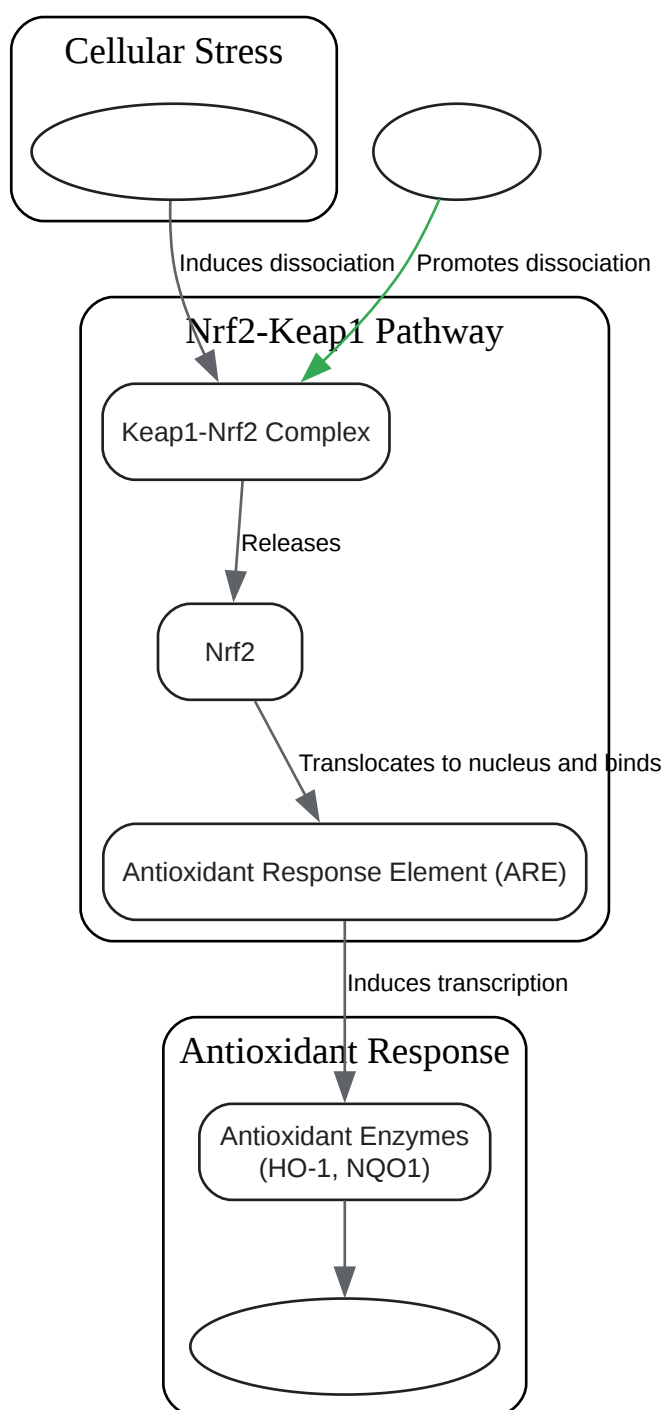 Cellular Stress
Induces dissociation
Promotes dissociation
Nrf2-Keap1 Pathway
Keap1-Nrf2 Complex
Releases
Nrf2
Translocates to nucleus and binds
Antioxidant Response Element (ARE)
Induces transcription
Antioxidant Response
Antioxidant Enzymes
(HO-1, NQO1)